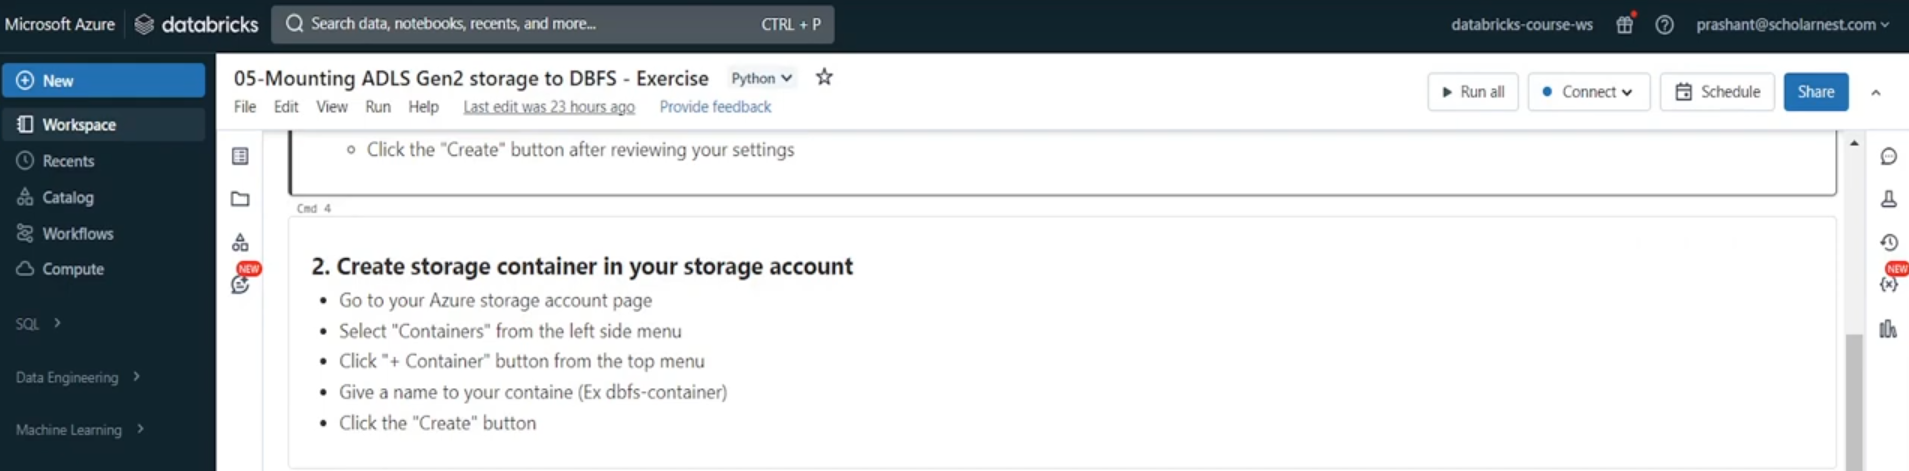 Microsoft Azure databricks Search data, notebooks, recents, and more... CTRL + P databricks-course-ws prashant@scholarnest.com
New
Workspace
Recents
Catalog
Workflows
Compute
SQL
Data Engineering
Machine Learning
05-Mounting ADLS Gen2 storage to DBFS - Exercise Python
File Edit View Run Help Last edit was 23 hours ago Provide feedback
Run all Connect Schedule Share
NEW
Click the "Create" button after reviewing your settings
Cmd 4
2. Create storage container in your storage account
• Go to your Azure storage account page
• Select "Containers" from the left side menu
• Click "+ Container" button from the top menu
• Give a name to your containe (Ex dbfs-container)
• Click the "Create" button
NEW